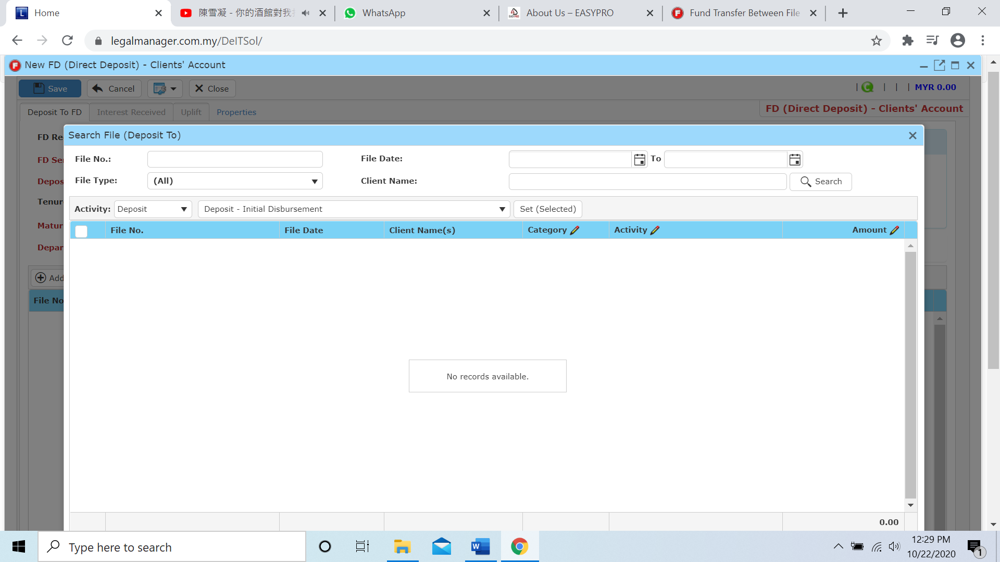 Home
陳雪凝 - 你的酒館對我
WhatsApp
About Us – EASYPRO
Fund Transfer Between File
legalmanager.com.my/DeITSol/
New FD (Direct Deposit) - Clients' Account
Save
Cancel
Close
| | | | MYR 0.00
Deposit To FD
Interest Received
Uplift
Properties
FD (Direct Deposit) - Clients' Account
FD Re
FD Se
Depos
Tenur
Matur
Depar
Add
File No
Search File (Deposit To)
File No.:
File Date:
To
File Type:
(All)
Client Name:
Search
Activity:
Deposit
Deposit - Initial Disbursement
Set (Selected)
File No.
File Date
Client Name(s)
Category
Activity
Amount
No records available.
0.00
Type here to search
12:29 PM
10/22/2020
1